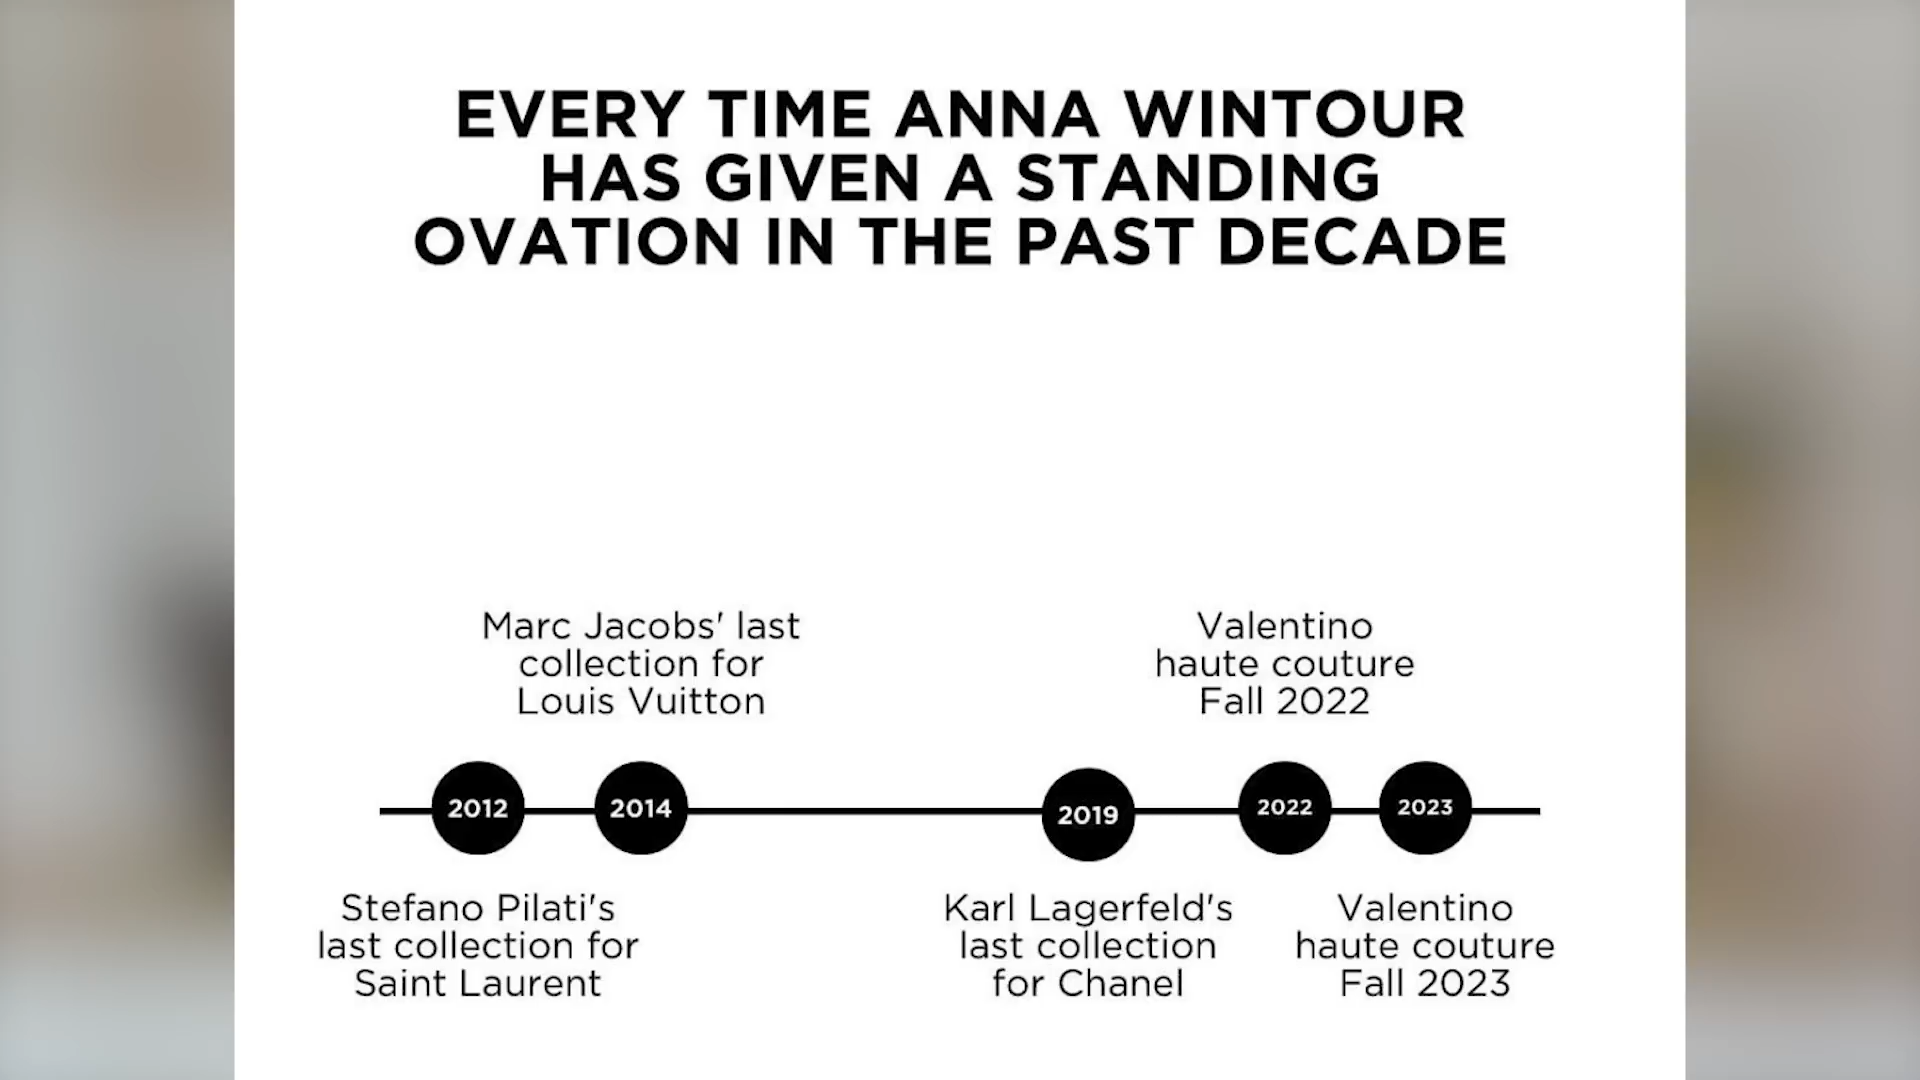 EVERY TIME ANNA WINTOUR
HAS GIVEN A STANDING
OVATION IN THE PAST DECADE
Marc Jacobs' last
collection for
Louis Vuitton
Valentino
haute couture
Fall 2022
2012
2014
2019
2022
2023
Stefano Pilati's
last collection for
Saint Laurent
Karl Lagerfeld's
last collection
for Chanel
Valentino
haute couture
Fall 2023